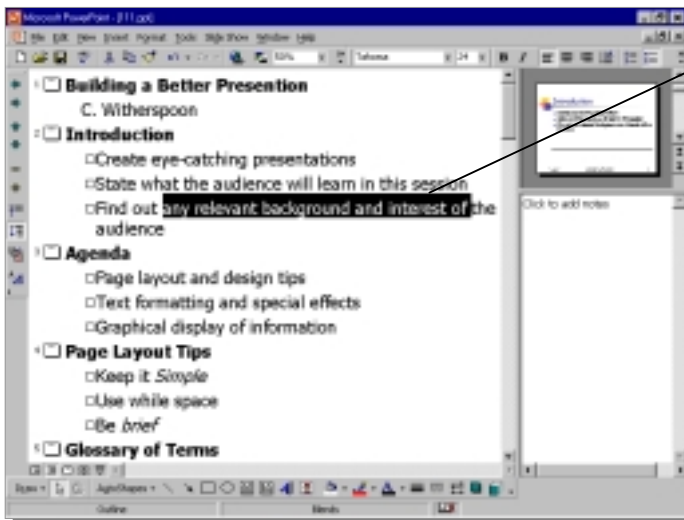 Microsoft PowerPoint - [f11.ppt]
File Edit View Insert Format Tools Slide Show Window Help
50% Tahoma 24 B I
1 Building a Better Presention
C. Witherspoon
2 Introduction
Create eye-catching presentations
State what the audience will learn in this session
Find out any relevant background and interest of the
audience
3 Agenda
Page layout and design tips
Text formatting and special effects
Graphical display of information
4 Page Layout Tips
Keep it Simple
Use while space
Be brief
5 Glossary of Terms
Introduction
Click to add notes
Draw AutoShapes
Outline Blends